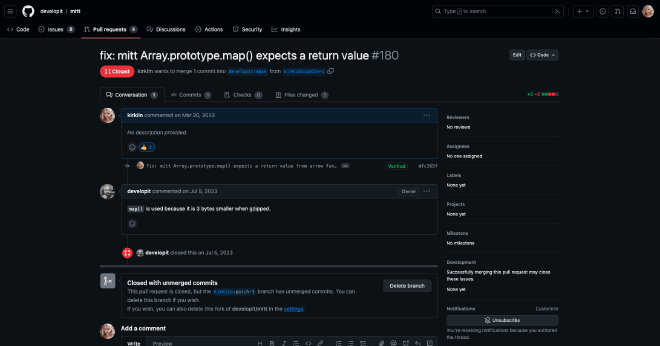 developit / mitt
Type / to search
Code
Issues 6
Pull requests 4
Discussions
Actions
Security
Insights
fix: mitt Array.prototype.map() expects a return value #180
Edit
Code
Closed
kirklin wants to merge 1 commit into developit:main from kirklin:patch-1
Conversation 1
Commits 1
Checks 0
Files changed 1
+2 −2
kirklin commented on Mar 20, 2023
No description provided.
fix: mitt Array.prototype.map() expects a return value from arrow fun…
Verified
developit commented on Jul 5, 2023
Owner
map() is used because it is 3 bytes smaller when gzipped.
developit closed this on Jul 5, 2023
Closed with unmerged commits
This pull request is closed, but the kirklin:patch-1 branch has unmerged commits. You can
delete this branch if you wish.
If you wish, you can also delete this fork of developit/mitt in the settings.
Delete branch
Add a comment
Write
Preview
Reviewers
No reviews
Assignees
No one assigned
Labels
None yet
Projects
None yet
Milestone
No milestone
Development
Successfully merging this pull request may close
these issues.
None yet
Notifications
Customize
Unsubscribe
You're receiving notifications because you authored
the thread.